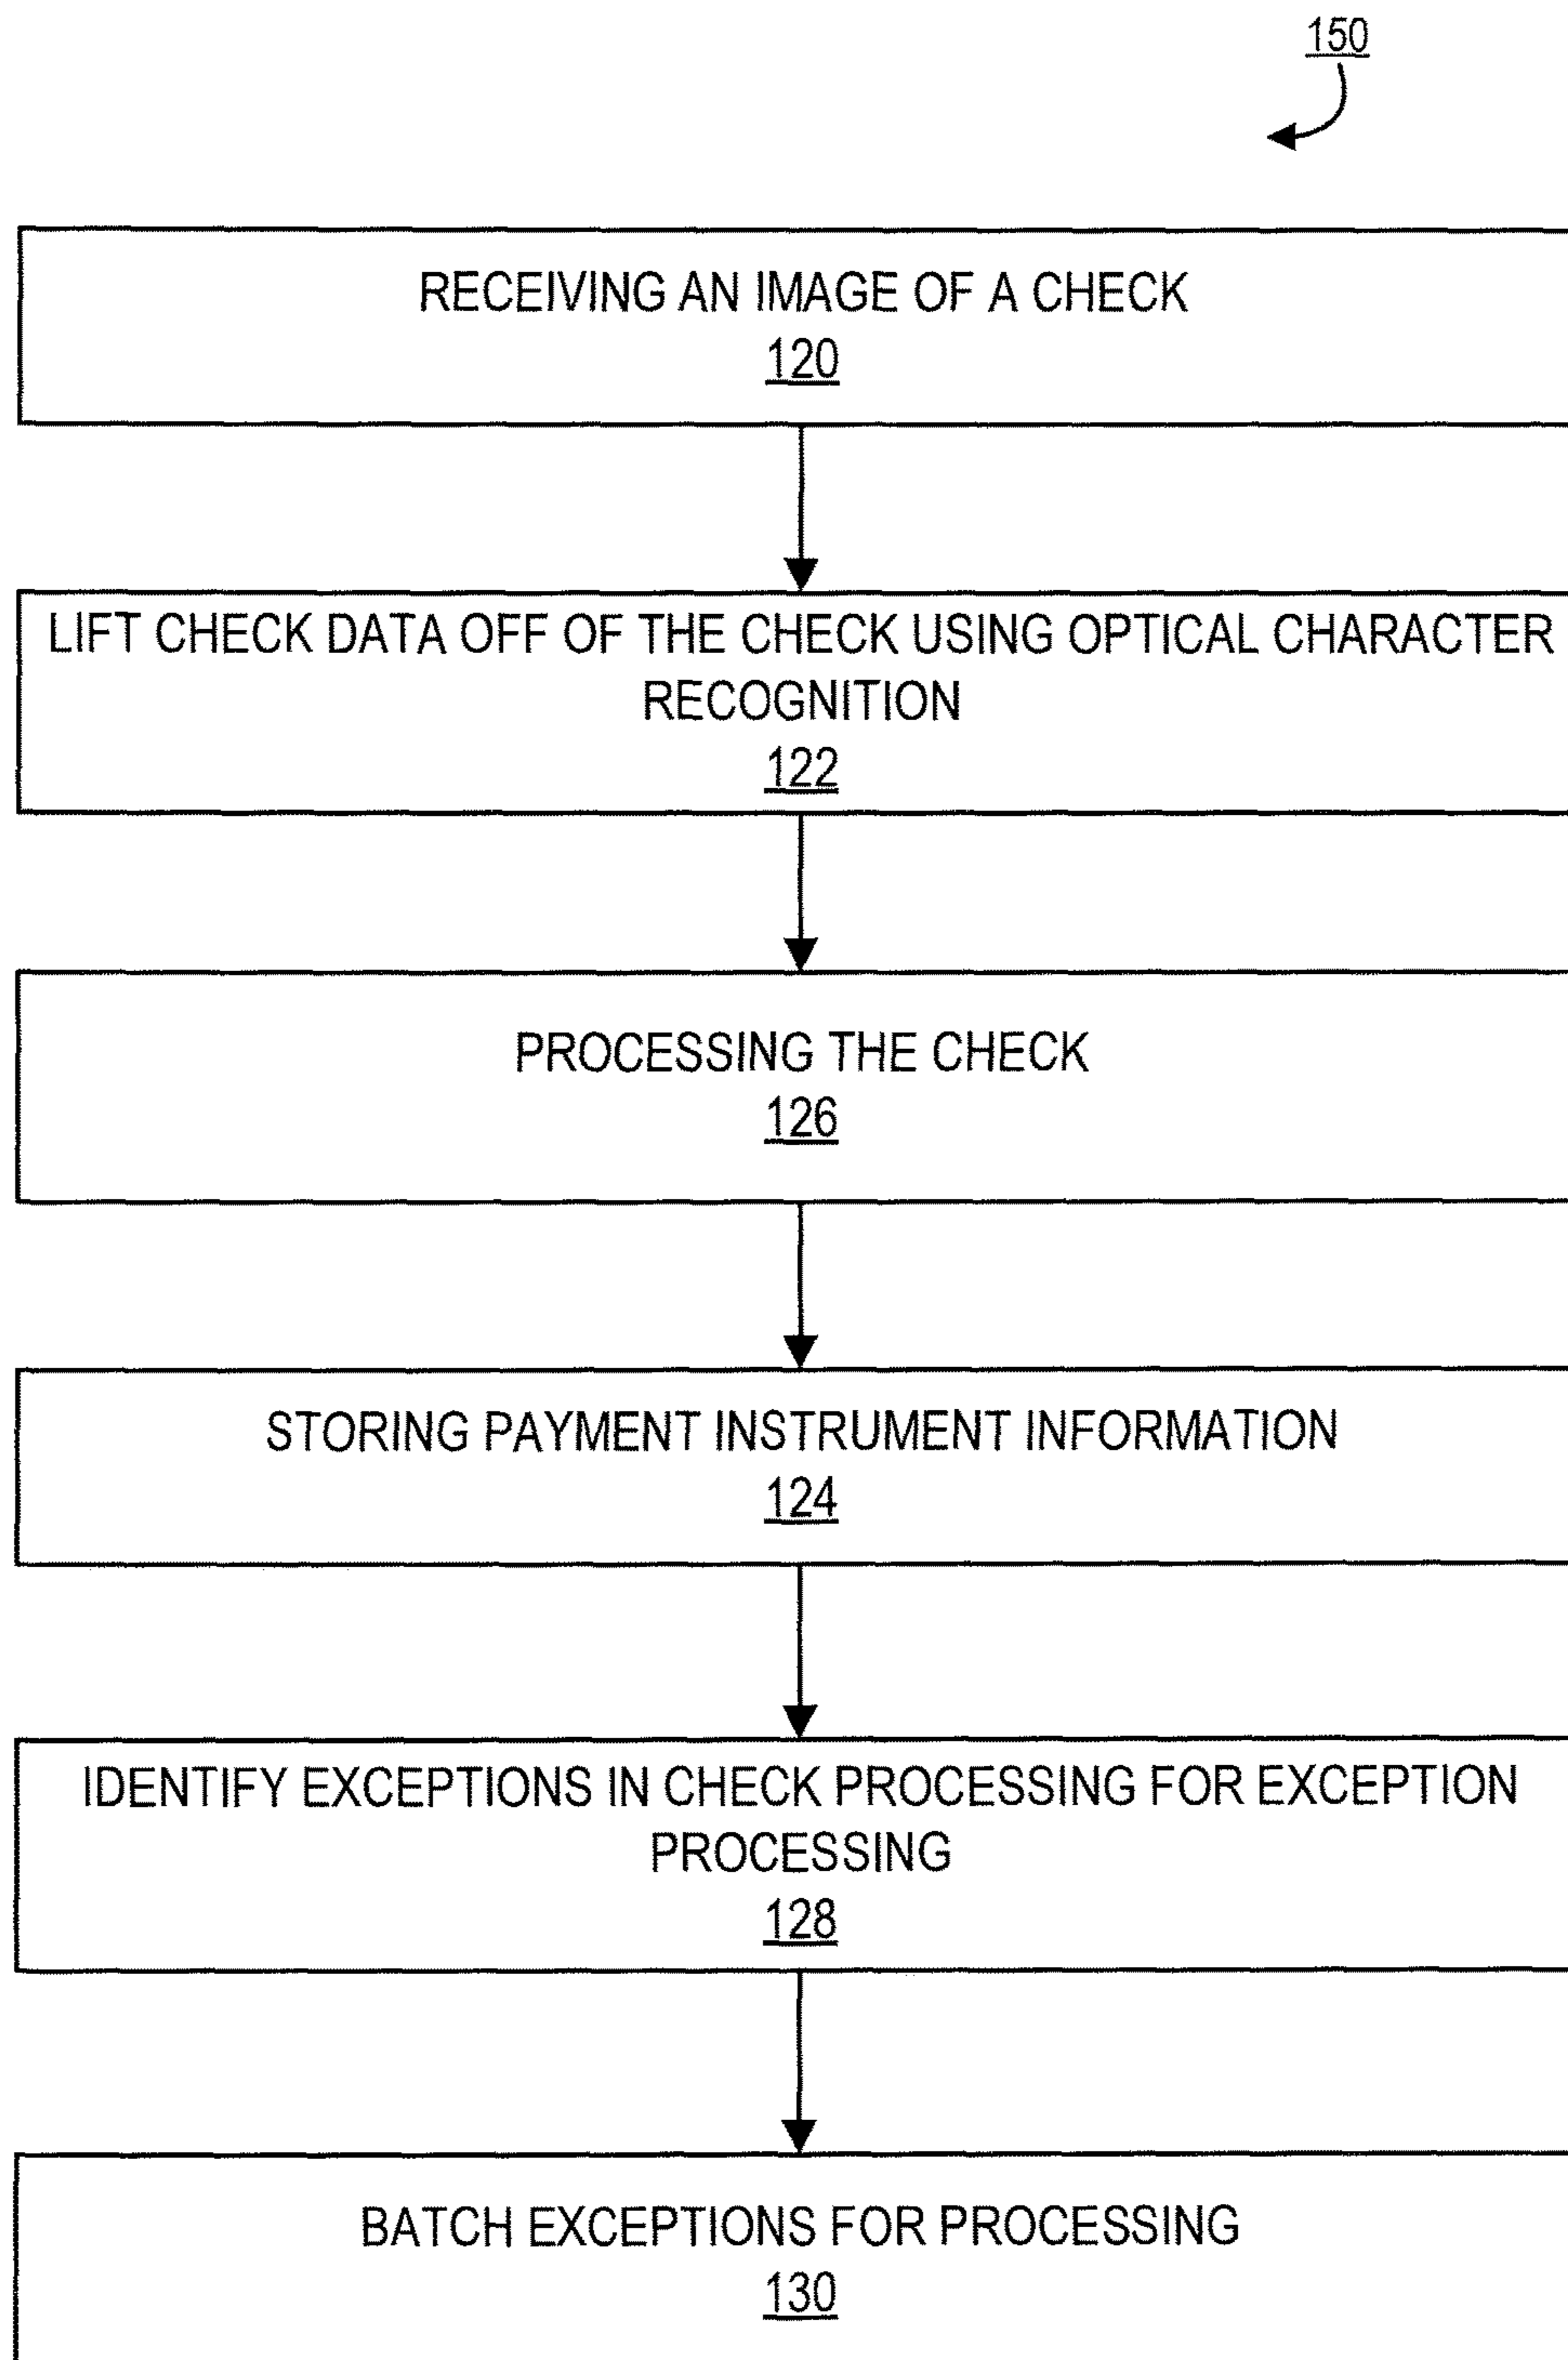 150
RECEIVING AN IMAGE OF A CHECK
120
LIFT CHECK DATA OFF OF THE CHECK USING OPTICAL CHARACTER
RECOGNITION
122
PROCESSING THE CHECK
126
STORING PAYMENT INSTRUMENT INFORMATION
124
IDENTIFY EXCEPTIONS IN CHECK PROCESSING FOR EXCEPTION
PROCESSING
128
BATCH EXCEPTIONS FOR PROCESSING
130